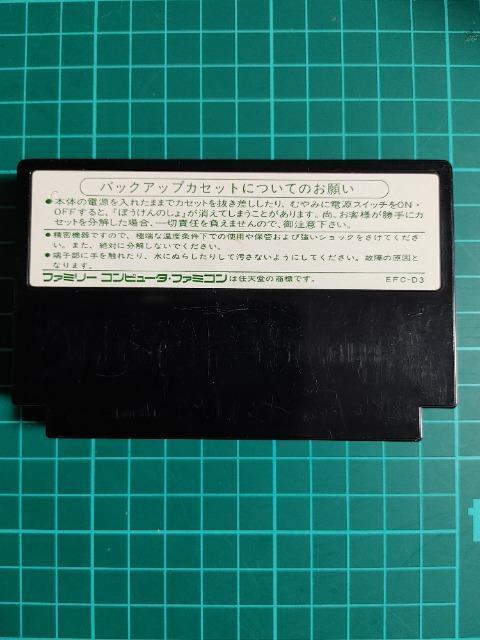 バックアップカセットについてのお願い
●本体の電源を入れたままでカセットを抜き差ししたり、むやみに電源スイッチをON・
OFFすると、「ぼうけんのしょ」が消えてしまうことがあります。尚、お客様が勝手にカ
セットを分解した場合、一切責任を負えませんので、御注意下さい。
●精密機器ですので、極端な温度条件下での使用や保管および強いショックをさけてくださ
い。また、絶対に分解しないでください。
●端子部に手を触れたり、水にぬらしたりして汚さないようにしてください。故障の原因と
なります。
ファミリーコンピュータ・ファミコンは任天堂の商標です。 EFC-D3